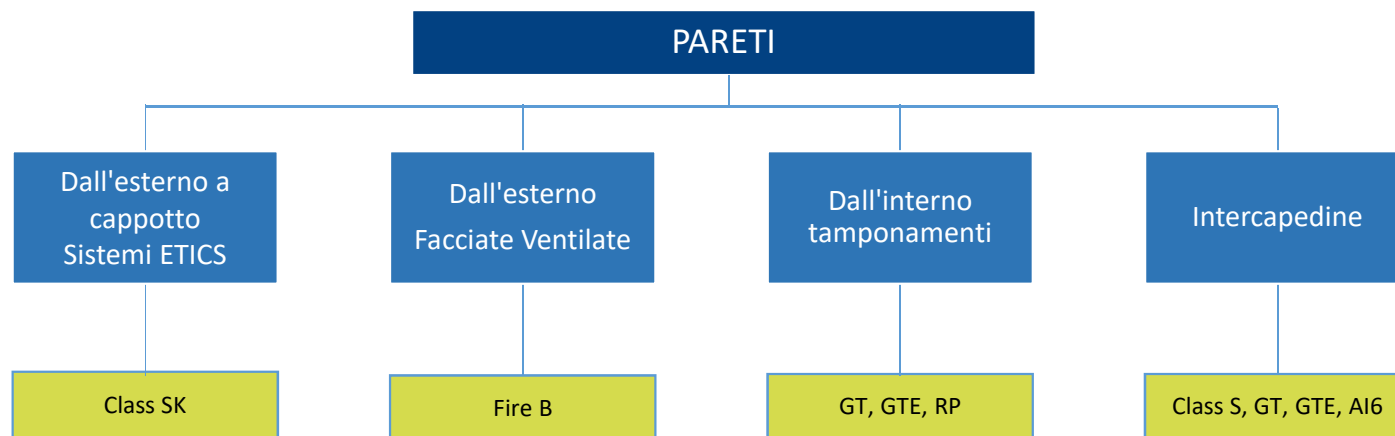 PARETI
Dall'esterno a
cappotto
Sistemi ETICS
Dall'esterno
Facciate Ventilate
Dall'interno
tamponamenti
Intercapedine
Class SK
Fire B
GT, GTE, RP
Class S, GT, GTE, AI6